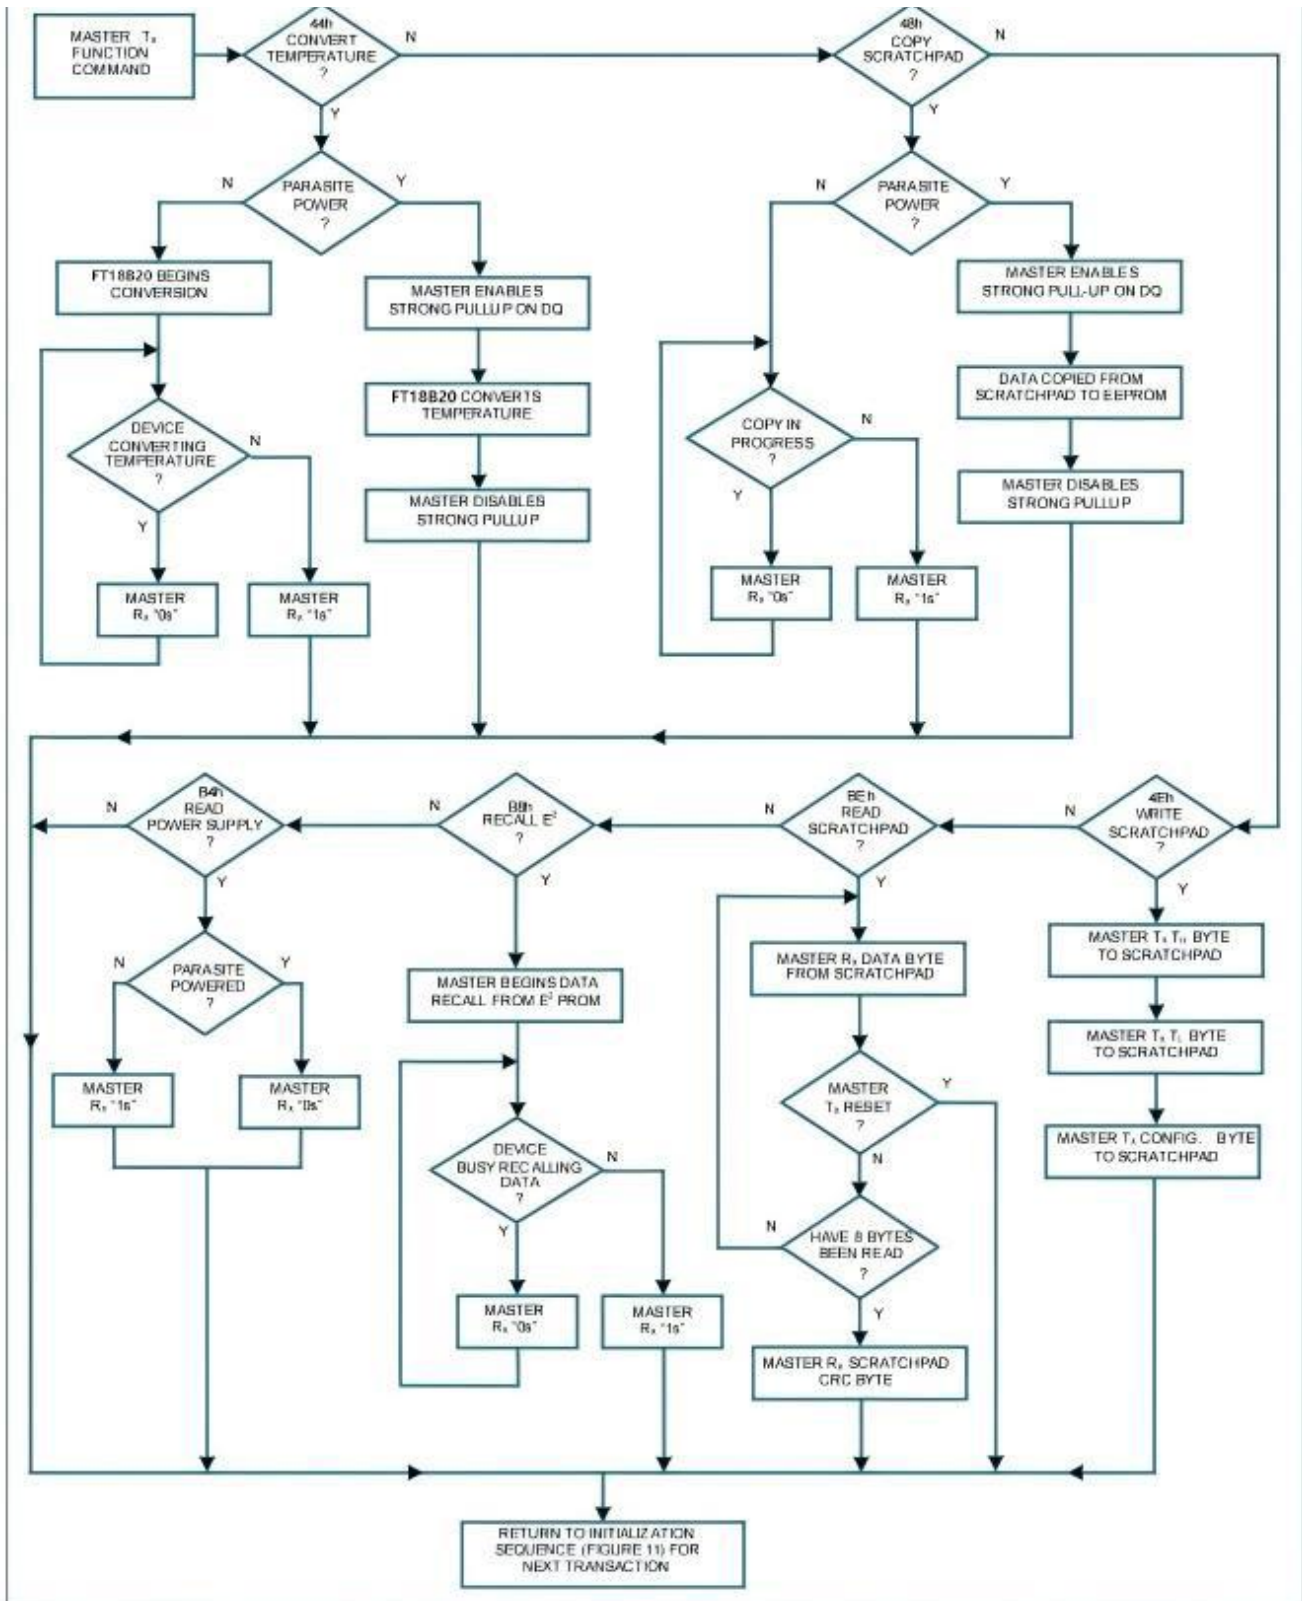 MASTER Tx
FUNCTION
COMMAND
44h
CONVERT
TEMPERATURE
?
N
Y
48h
COPY
SCRATCHPAD
?
N
Y
N
PARASITE
POWER
?
Y
N
PARASITE
POWER
?
Y
FT18B20 BEGINS
CONVERSION
MASTER ENABLES
STRONG PULLUP ON DQ
FT18B20 CONVERTS
TEMPERATURE
MASTER DISABLES
STRONG PULLUP
DEVICE
CONVERTING
TEMPERATURE
?
N
Y
MASTER
Rx "0s"
MASTER
Rx "1s"
MASTER ENABLES
STRONG PULL-UP ON DQ
DATA COPIED FROM
SCRATCHPAD TO EEPROM
MASTER DISABLES
STRONG PULLUP
COPY IN
PROGRESS
?
N
Y
MASTER
Rx "0s"
MASTER
Rx "1s"
N
B4h
READ
POWER SUPPLY
?
Y
N
B8h
RECALL E²
?
Y
N
BEh
READ
SCRATCHPAD
?
Y
N
4Eh
WRITE
SCRATCHPAD
?
Y
N
PARASITE
POWERED
?
Y
MASTER
Rx "1s"
MASTER
Rx "0s"
MASTER BEGINS DATA
RECALL FROM E² PROM
DEVICE
BUSY RECALLING
DATA
?
N
Y
MASTER
Rx "0s"
MASTER
Rx "1s"
MASTER Rx DATA BYTE
FROM SCRATCHPAD
MASTER
Tx RESET
?
Y
N
N
HAVE 8 BYTES
BEEN READ
?
Y
MASTER Rx SCRATCHPAD
CRC BYTE
MASTER Tx TH BYTE
TO SCRATCHPAD
MASTER Tx TL BYTE
TO SCRATCHPAD
MASTER Tx CONFIG. BYTE
TO SCRATCHPAD
RETURN TO INITIALIZATION
SEQUENCE (FIGURE 11) FOR
NEXT TRANSACTION